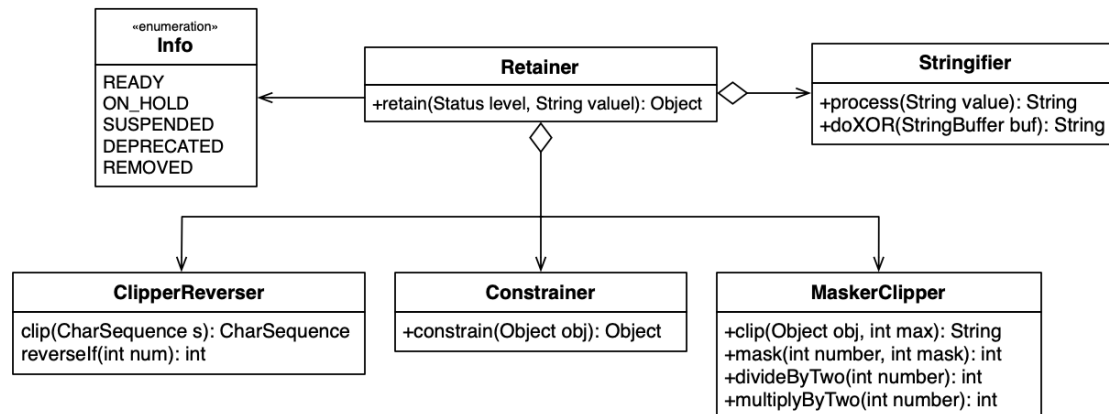 «enumeration»
Info
READY
ON_HOLD
SUSPENDED
DEPRECATED
REMOVED
Retainer
+retain(Status level, String valuel): Object
Stringifier
+process(String value): String
+doXOR(StringBuffer buf): String
ClipperReverser
clip(CharSequence s): CharSequence
reverseIf(int num): int
Constrainer
+constrain(Object obj): Object
MaskerClipper
+clip(Object obj, int max): String
+mask(int number, int mask): int
+divideByTwo(int number): int
+multiplyByTwo(int number): int